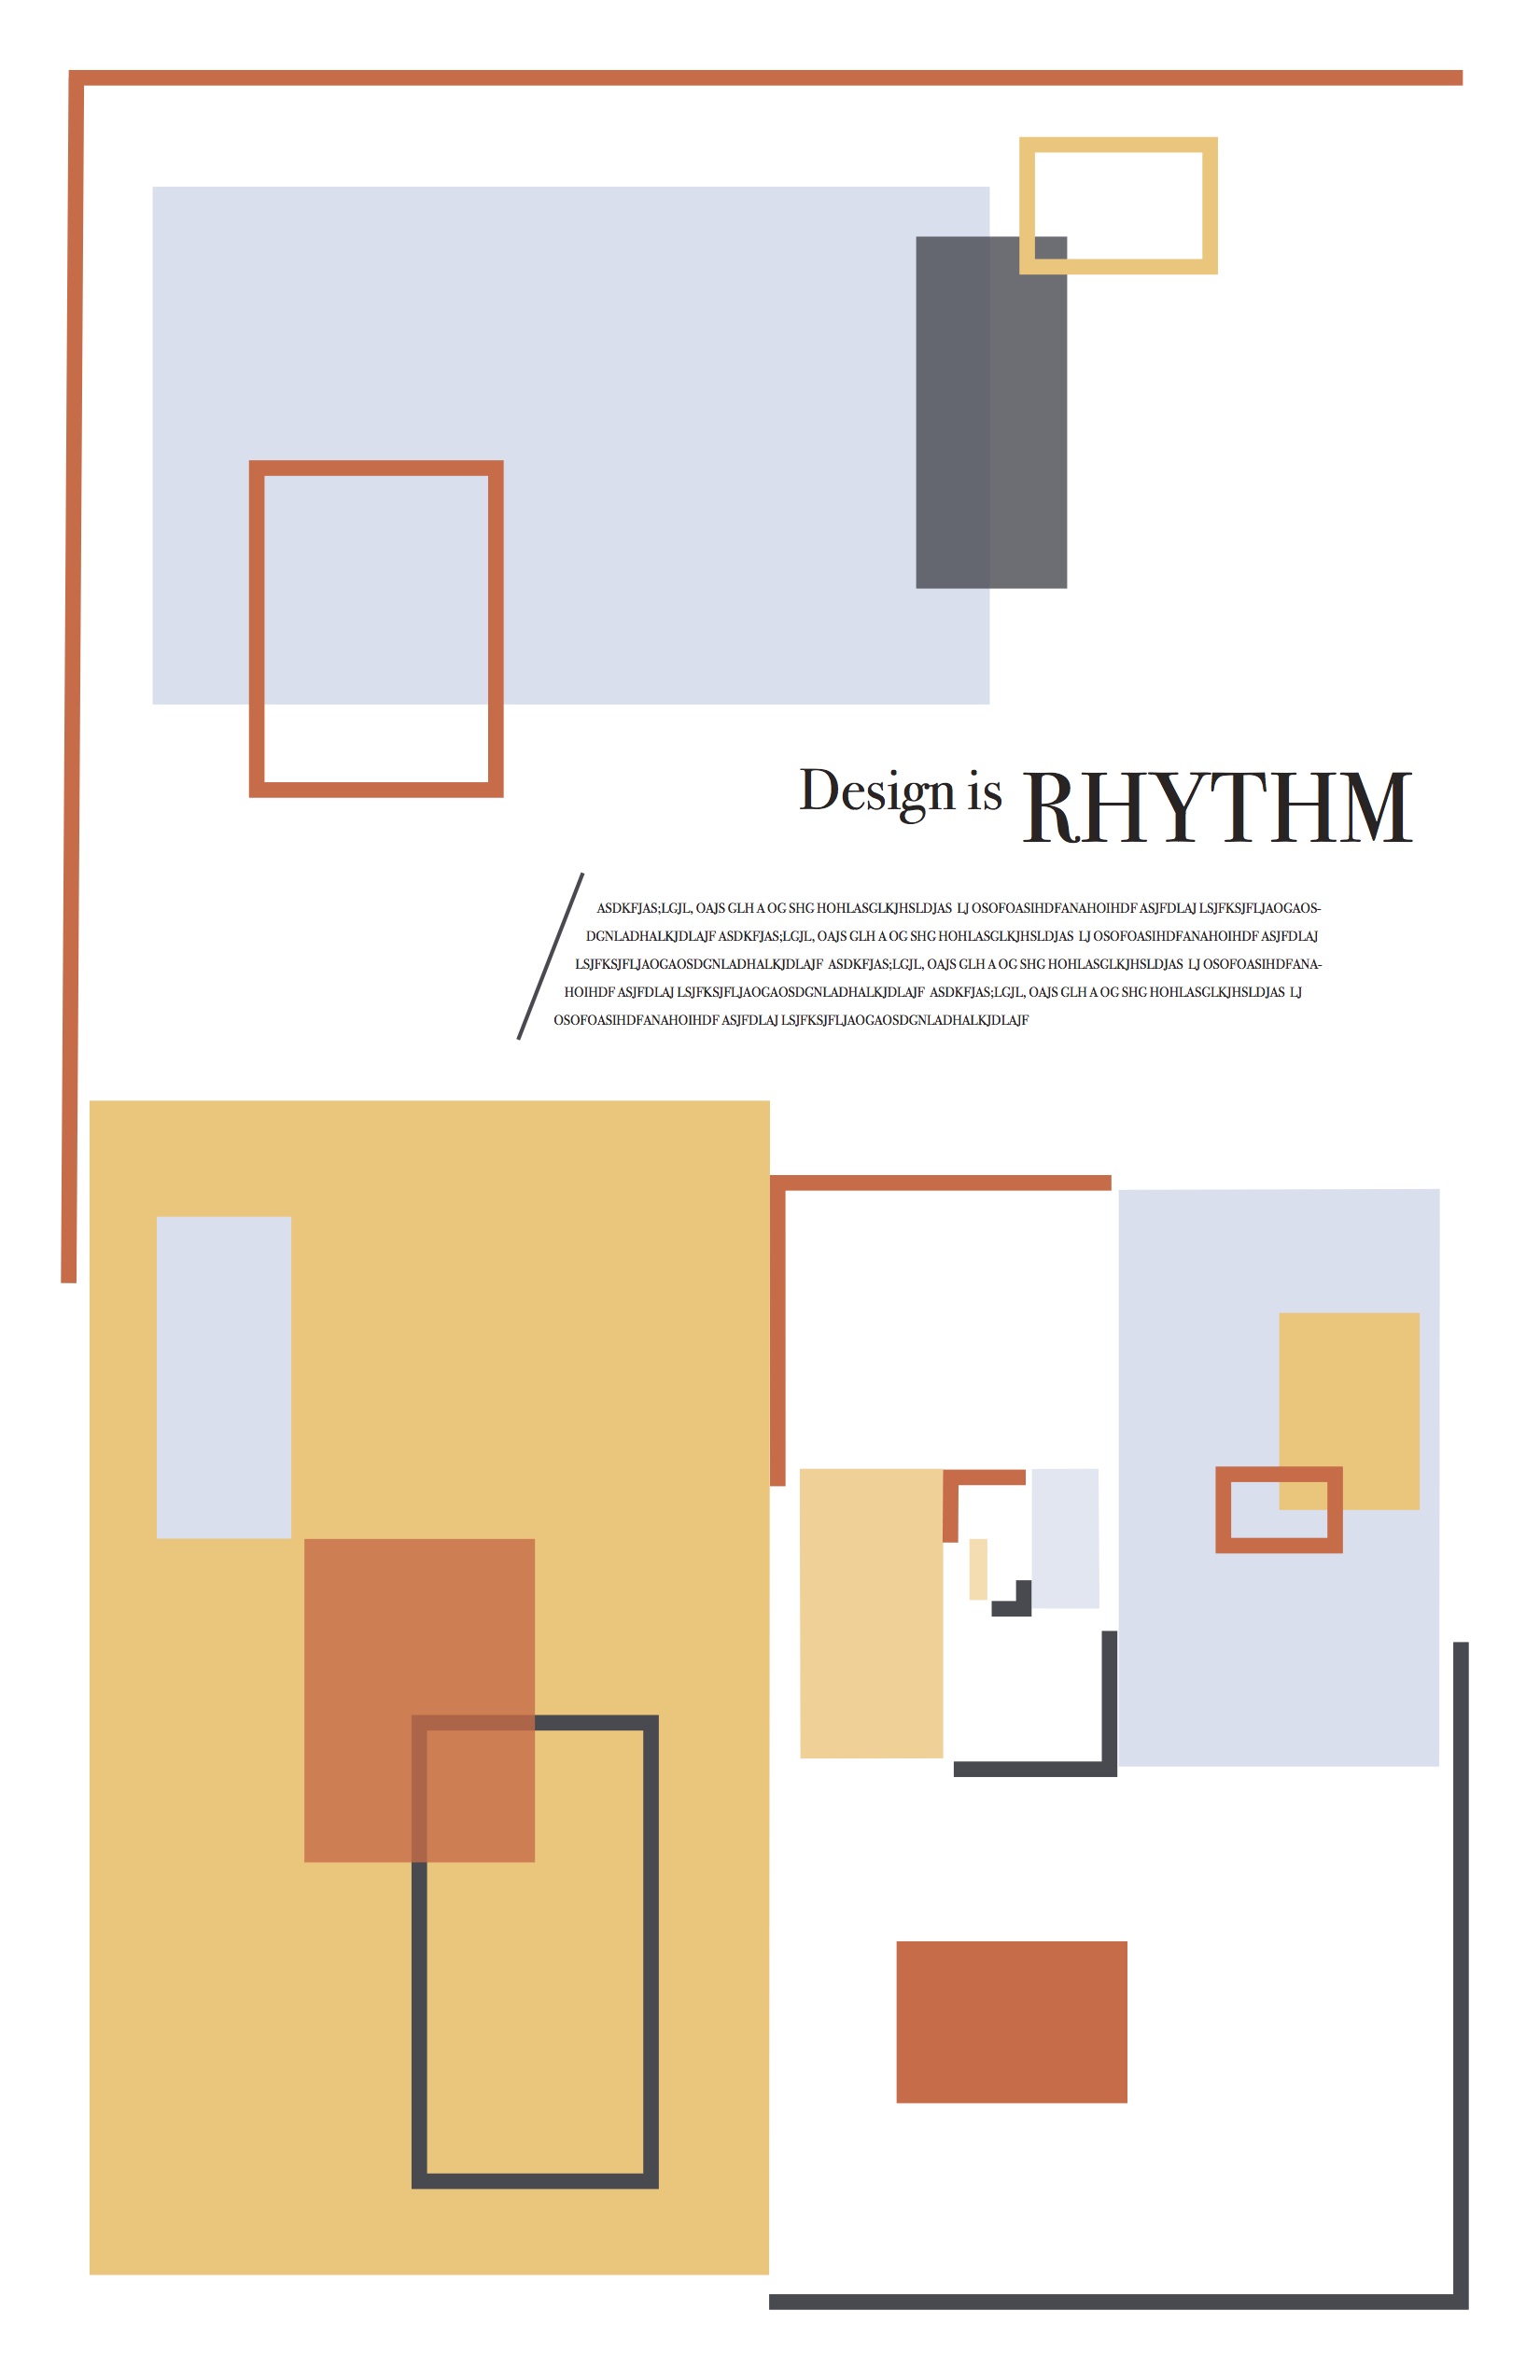 Design is RHYTHM
ASDKFJAS;LGJL, OAJS GLH A OG SHG HOHLASGLKJHSLDJAS LJ OSOFOASIHDFANAHOIHDF ASJFDLAJ LSJFKSJFLJAOGAOS-
DGNLADHALKJDLAJF ASDKFJAS;LGJL, OAJS GLH A OG SHG HOHLASGLKJHSLDJAS LJ OSOFOASIHDFANAHOIHDF ASJFDLAJ
LSJFKSJFLJAOGAOSDGNLADHALKJDLAJF ASDKFJAS;LGJL, OAJS GLH A OG SHG HOHLASGLKJHSLDJAS LJ OSOFOASIHDFANA-
HOIHDF ASJFDLAJ LSJFKSJFLJAOGAOSDGNLADHALKJDLAJF ASDKFJAS;LGJL, OAJS GLH A OG SHG HOHLASGLKJHSLDJAS LJ
OSOFOASIHDFANAHOIHDF ASJFDLAJ LSJFKSJFLJAOGAOSDGNLADHALKJDLAJF